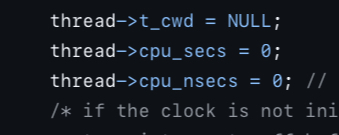 thread->t_cwd = NULL;
thread->cpu_secs = 0;
thread->cpu_nsecs = 0; //
/* if the clock is not ini